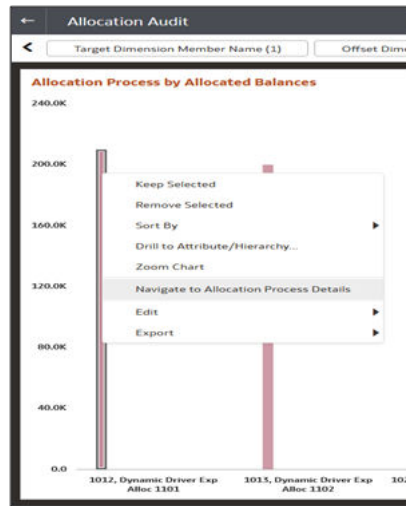 ← Allocation Audit
Target Dimension Member Name (1) Offset Dime
Allocation Process by Allocated Balances
240.0K
200.0K
Keep Selected
Remove Selected
160.0K
Sort By
Drill to Attribute/Hierarchy...
Zoom Chart
120.0K
Navigate to Allocation Process Details
Edit
Export
80.0K
40.0K
0.0
1012, Dynamic Driver Exp 1013, Dynamic Driver Exp 102
Alloc 1101 Alloc 1102